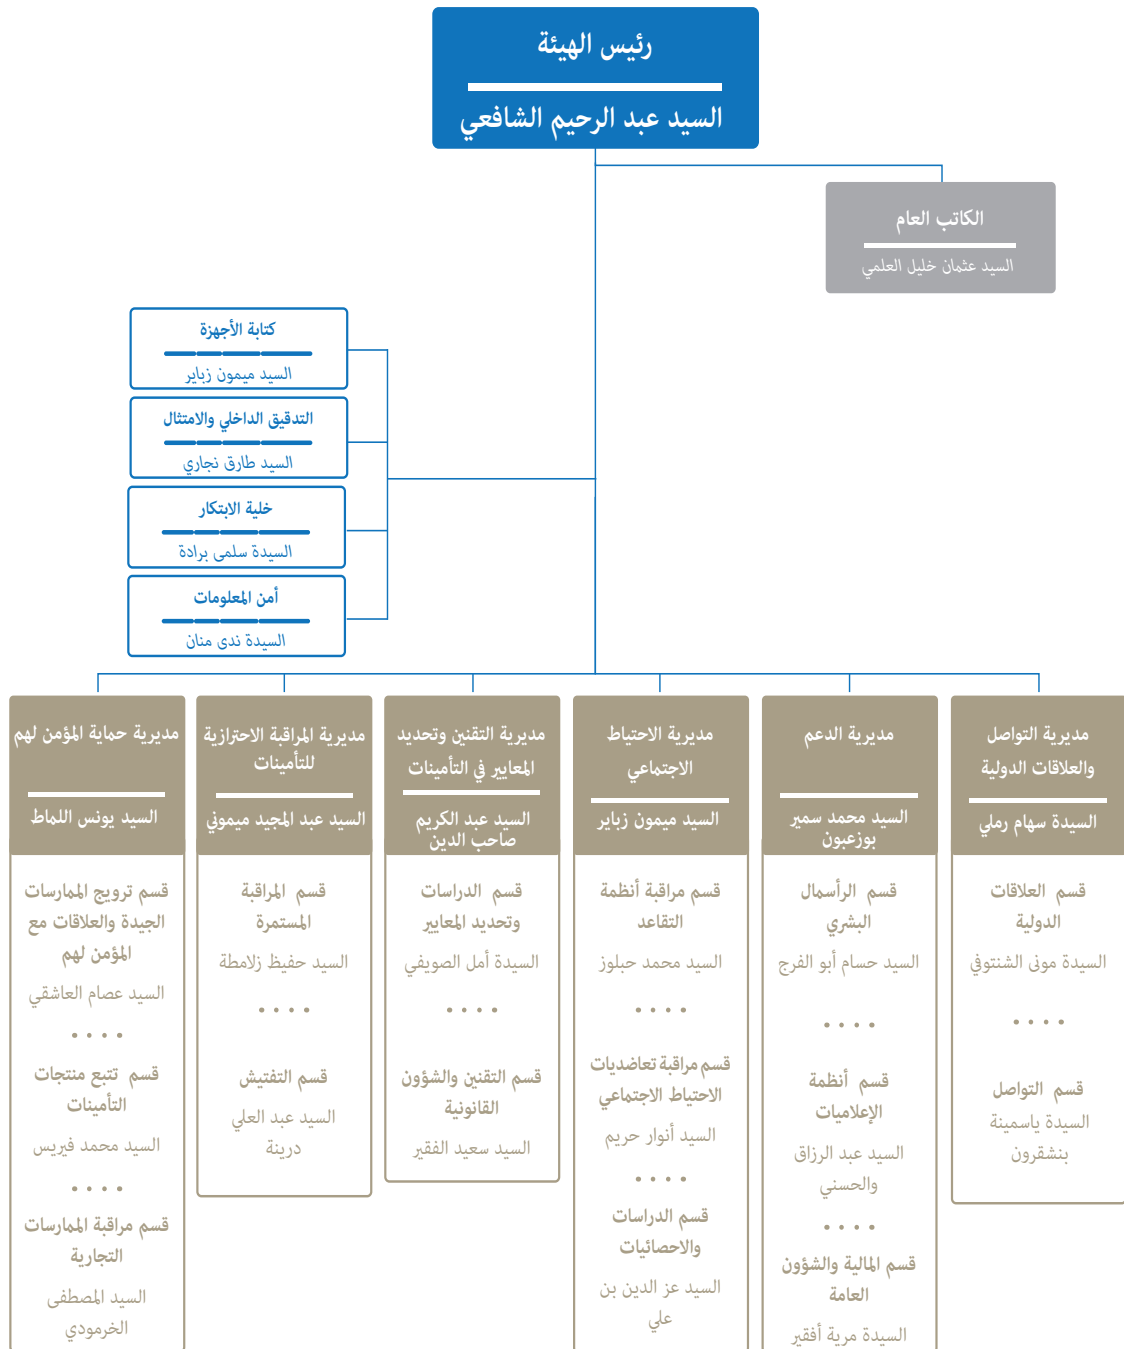 رئيس الهيئة
السيد عبد الرحيم الشافعي
الكاتب العام
السيد عثمان خليل العلمي
كتابة الأجهزة
السيد ميمون زباير
التدقيق الداخلي والامتثال
السيد طارق نجاري
خلية الابتكار
السيدة سلمى برادة
أمن المعلومات
السيدة ندى منان
مديرية التواصل
والعلاقات الدولية
السيدة سهام رملي
قسم العلاقات
الدولية
السيدة مونى الشنتوفي
قسم التواصل
السيدة ياسمينة
بنشقرون
مديرية الدعم
السيد محمد سمير
بوزعبون
قسم الرأسمال
البشري
السيد حسام أبو الفرج
قسم أنظمة
الإعلاميات
السيد عبد الرزاق
والحسني
قسم المالية والشؤون
العامة
السيدة مرية أفقير
مديرية الاحتياط
الاجتماعي
السيد ميمون زباير
قسم مراقبة أنظمة
التقاعد
السيد محمد حبلوز
قسم مراقبة تعاضديات
الاحتياط الاجتماعي
السيد أنوار حريم
قسم الدراسات
والاحصائيات
السيد عز الدين بن
علي
مديرية التقنين وتحديد
المعايير في التأمينات
السيد عبد الكريم
صاحب الدين
قسم الدراسات
وتحديد المعايير
السيدة أمل الصويفي
قسم التقنين والشؤون
القانونية
السيد سعيد الفقير
مديرية المراقبة الاحترازية
للتأمينات
السيد عبد المجيد ميموني
قسم المراقبة
المستمرة
السيد حفيظ زلامطة
قسم التفتيش
السيد عبد العلي
درينة
مديرية حماية المؤمن لهم
السيد يونس اللماط
قسم ترويج الممارسات
الجيدة والعلاقات مع
المؤمن لهم
السيد عصام العاشقي
قسم تتبع منتجات
التأمينات
السيد محمد فيريس
قسم مراقبة الممارسات
التجارية
السيد المصطفى
الخرمودي